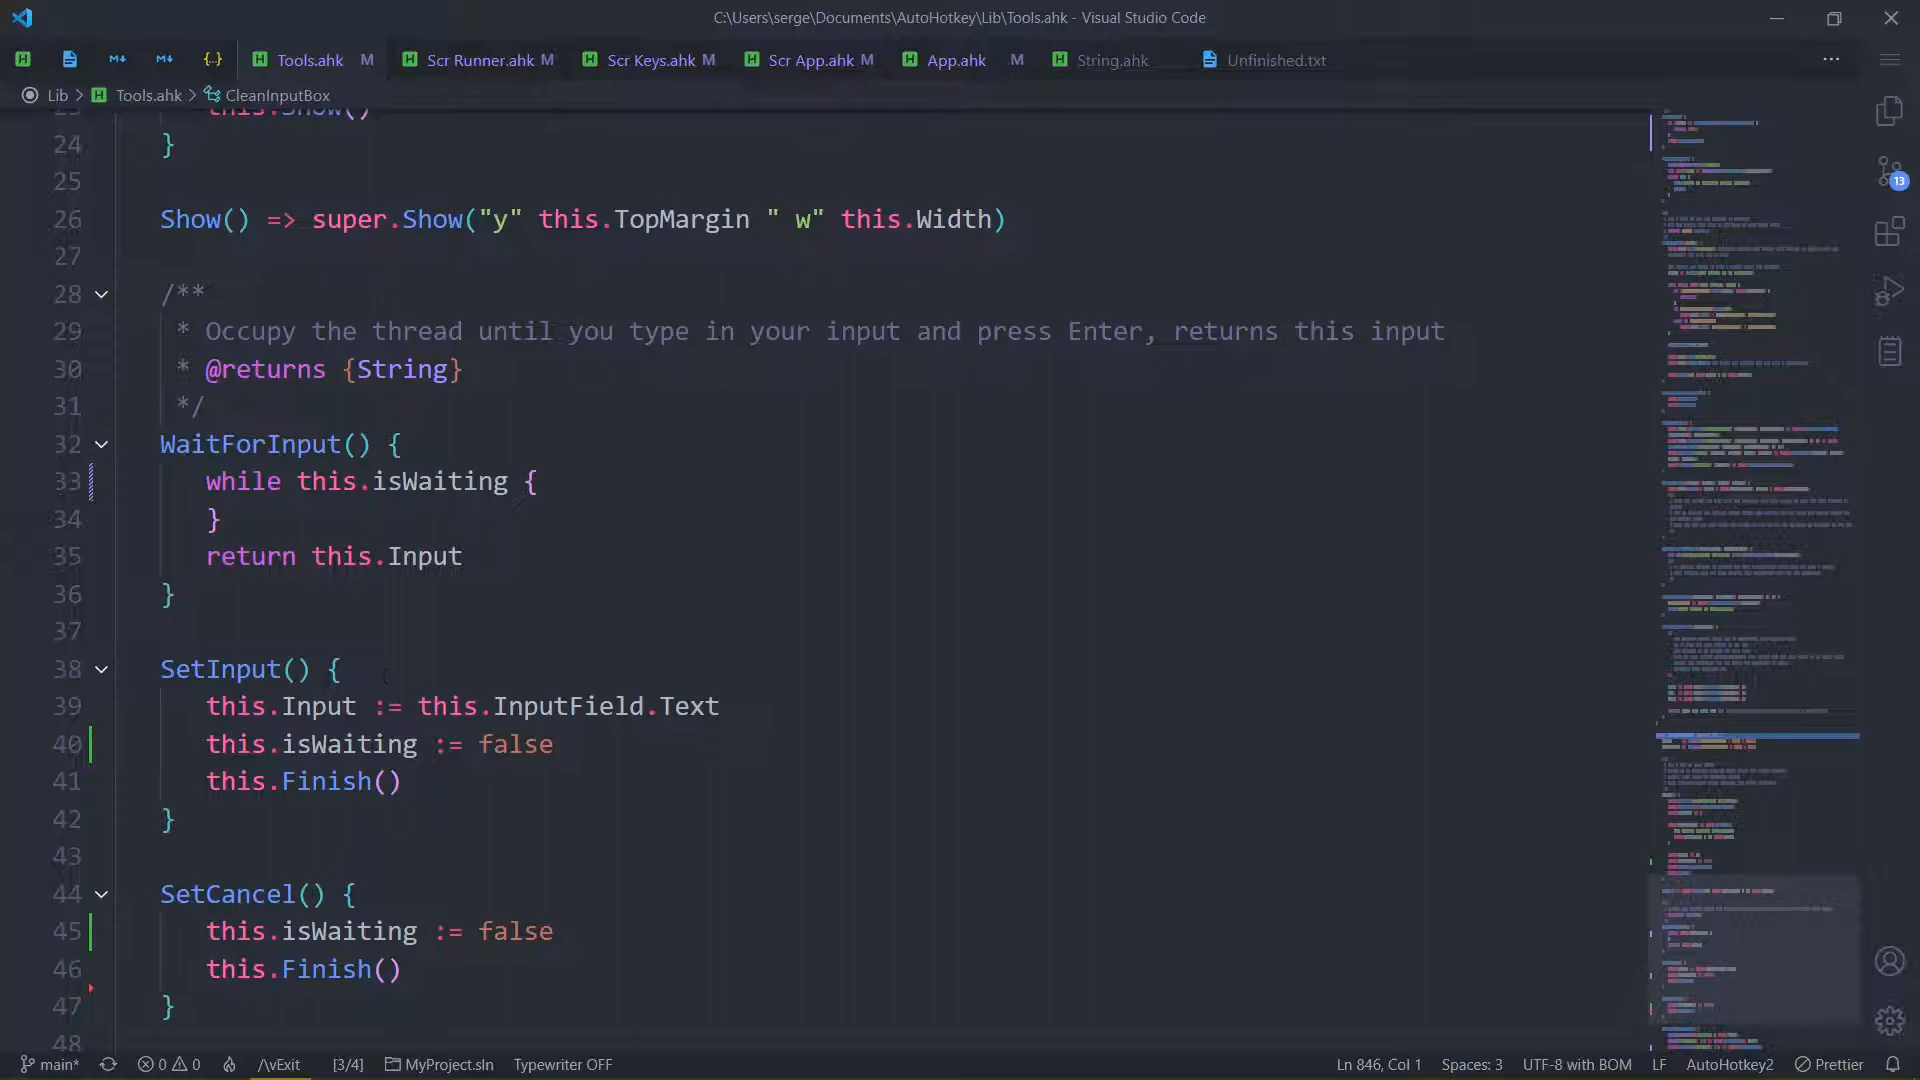 C:\Users\serge\Documents\AutoHotkey\Lib\Tools.ahk - Visual Studio Code
Tools.ahk M Scr Runner.ahk M Scr Keys.ahk M Scr App.ahk M App.ahk M String.ahk Unfinished.txt
Lib > Tools.ahk > CleanInputBox
23 this.Show()
24 }
25
26 Show() => super.Show("y" this.TopMargin " w" this.Width)
27
28 /**
29 * Occupy the thread until you type in your input and press Enter, returns this input
30 * @returns {String}
31 */
32 WaitForInput() {
33 while this.isWaiting {
34 }
35 return this.Input
36 }
37
38 SetInput() {
39 this.Input := this.InputField.Text
40 this.isWaiting := false
41 this.Finish()
42 }
43
44 SetCancel() {
45 this.isWaiting := false
46 this.Finish()
47 }
48
13
main* 0 0 /\vExit [3/4] MyProject.sln Typewriter OFF Ln 846, Col 1 Spaces: 3 UTF-8 with BOM LF AutoHotkey2 Prettier